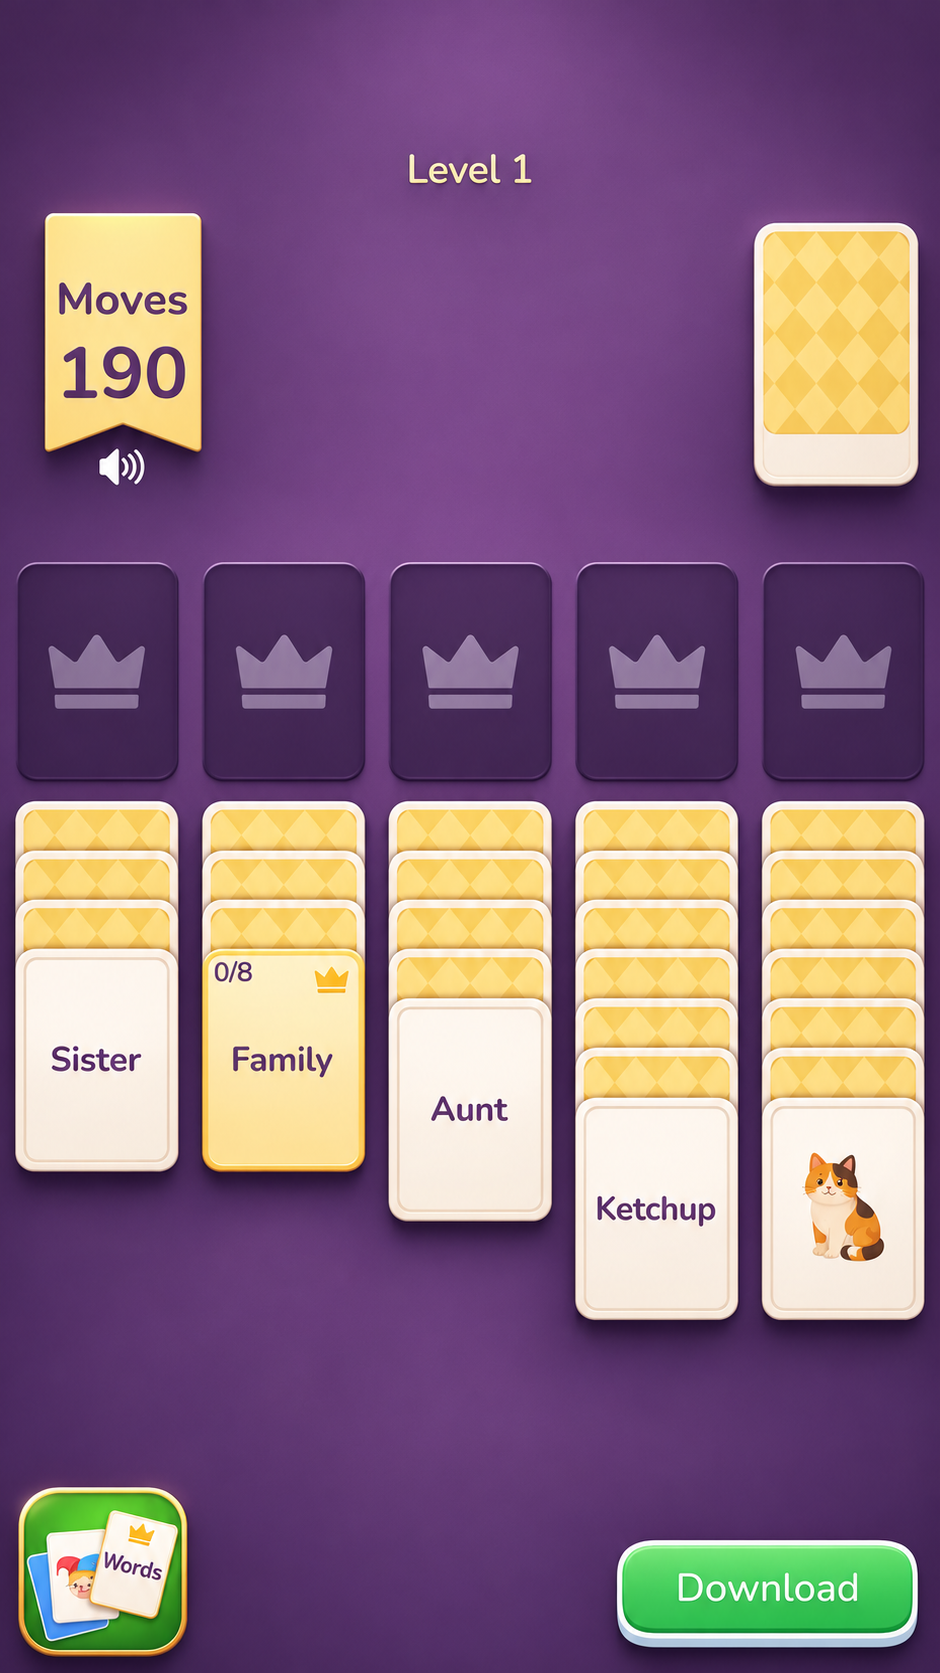 Level 1
Moves
190
0/8
Sister
Family
Aunt
Ketchup
Words
Download